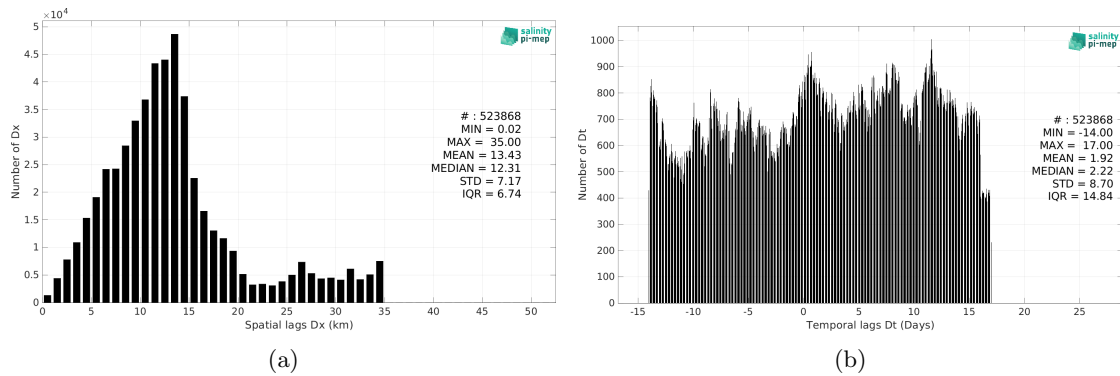 ×10⁴
5
4.5
4
3.5
3
2.5
2
1.5
1
0.5
0
Number of Dx
0 5 10 15 20 25 30 35 40 45 50
Spatial lags Dx (km)
salinity
pi-mep
# : 523868
MIN = 0.02
MAX = 35.00
MEAN = 13.43
MEDIAN = 12.31
STD = 7.17
IQR = 6.74
(a)
1000
900
800
700
600
500
400
300
200
100
0
Number of Dt
-15 -10 -5 0 5 10 15 20 25
Temporal lags Dt (Days)
salinity
pi-mep
# : 523868
MIN = -14.00
MAX = 17.00
MEAN = 1.92
MEDIAN = 2.22
STD = 8.70
IQR = 14.84
(b)